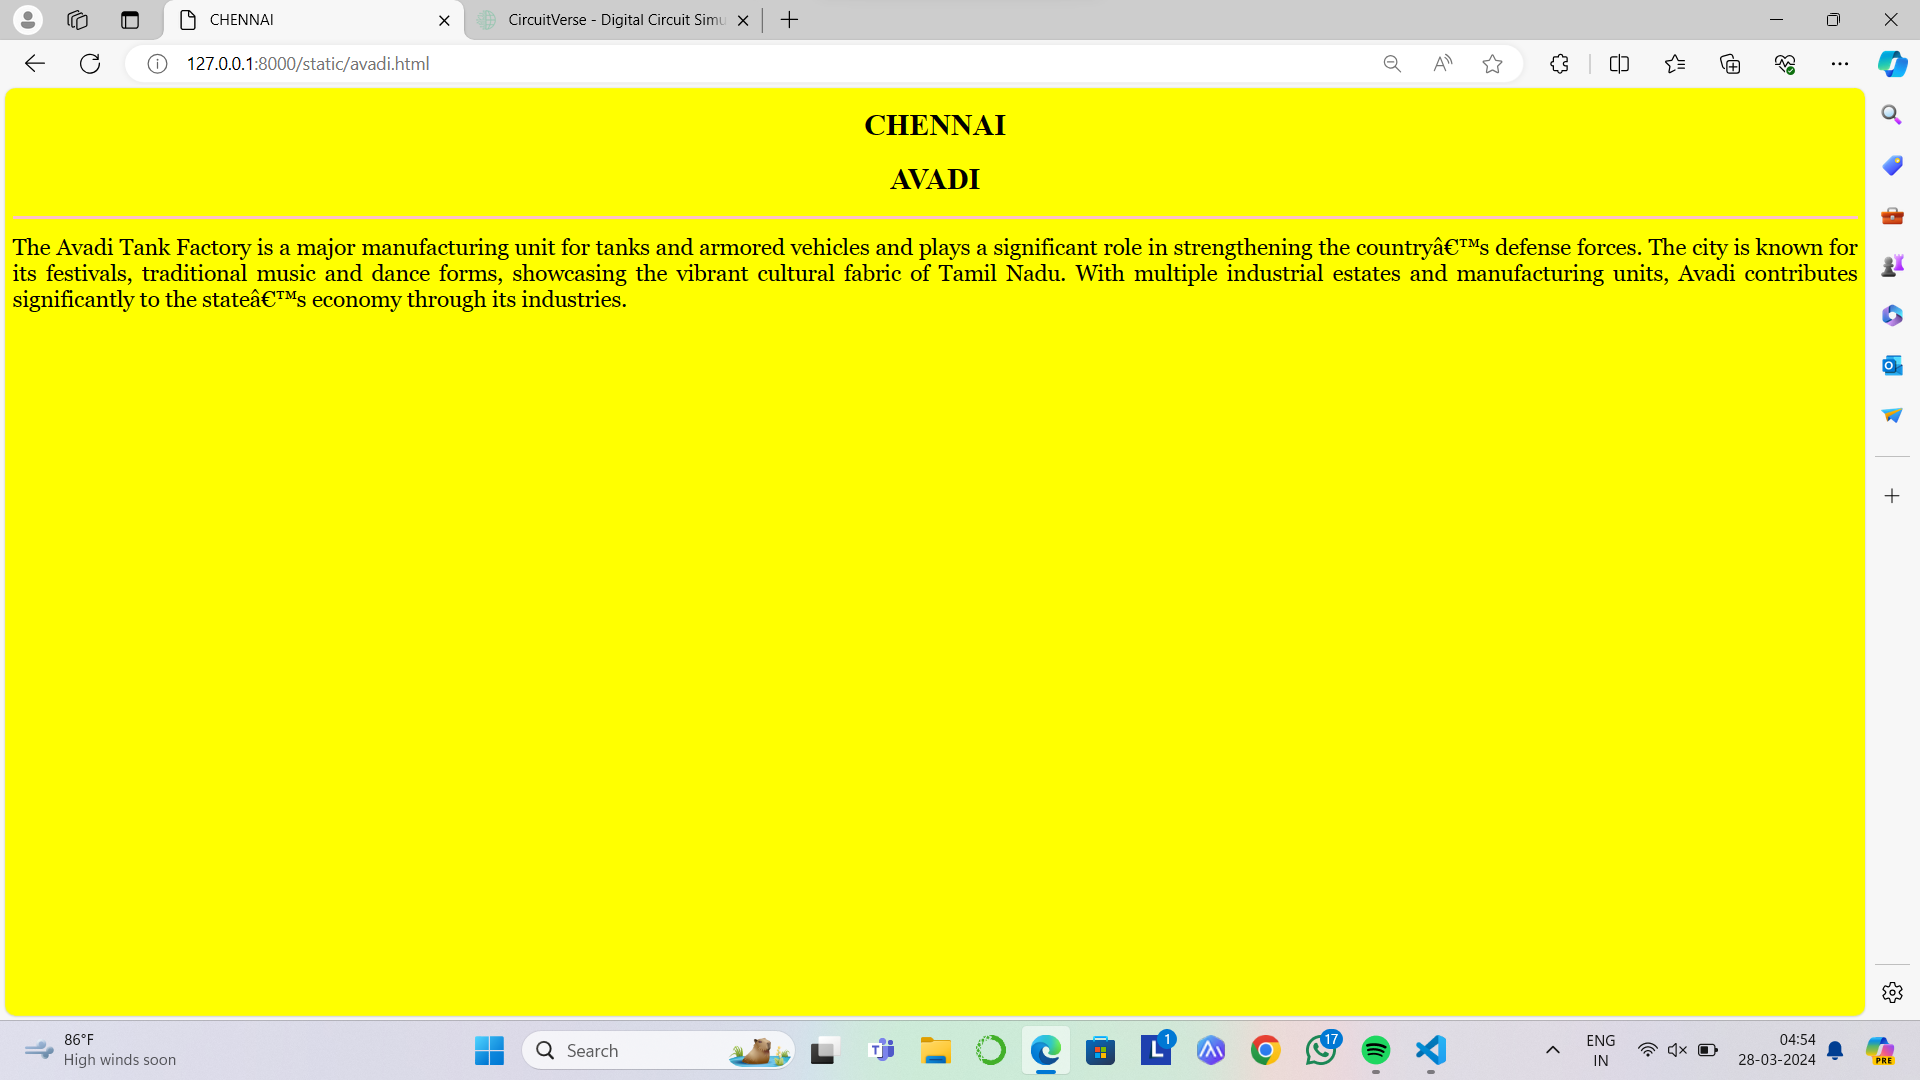 CHENNAI
CircuitVerse - Digital Circuit Simu
127.0.0.1:8000/static/avadi.html
CHENNAI
AVADI
The Avadi Tank Factory is a major manufacturing unit for tanks and armored vehicles and plays a significant role in strengthening the countryâ€™s defense forces. The city is known for
its festivals, traditional music and dance forms, showcasing the vibrant cultural fabric of Tamil Nadu. With multiple industrial estates and manufacturing units, Avadi contributes
significantly to the stateâ€™s economy through its industries.
86°F
High winds soon
Search
1
17
ENG
IN
04:54
28-03-2024
PRE